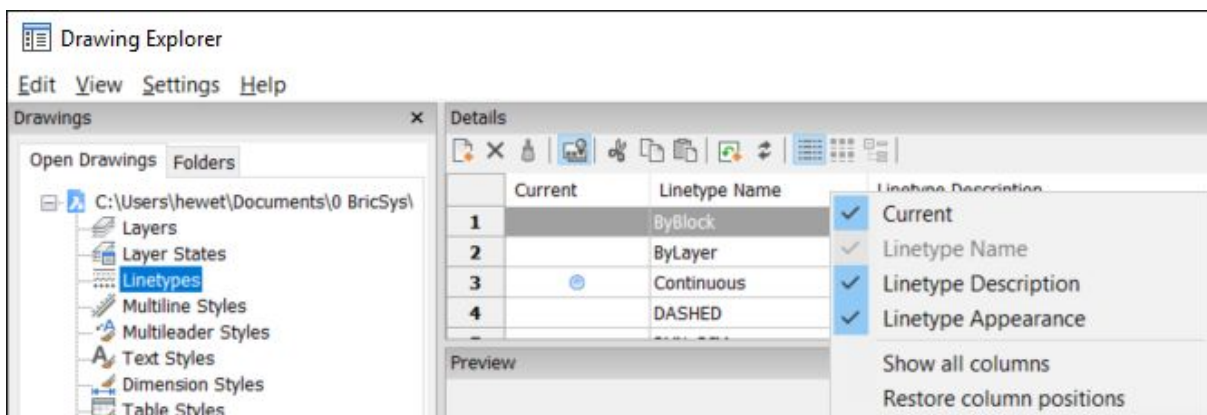 Drawing Explorer
Edit View Settings Help
Drawings × Details
Open Drawings Folders
Current Linetype Name Linetype Description
C:\Users\hewet\Documents\0 BricSys\
Layers
Layer States
Linetypes
Multiline Styles
Multileader Styles
Text Styles
Dimension Styles
Table Styles
1 ByBlock
2 ByLayer
3 Continuous
4 DASHED
Preview
Current
Linetype Name
Linetype Description
Linetype Appearance
Show all columns
Restore column positions